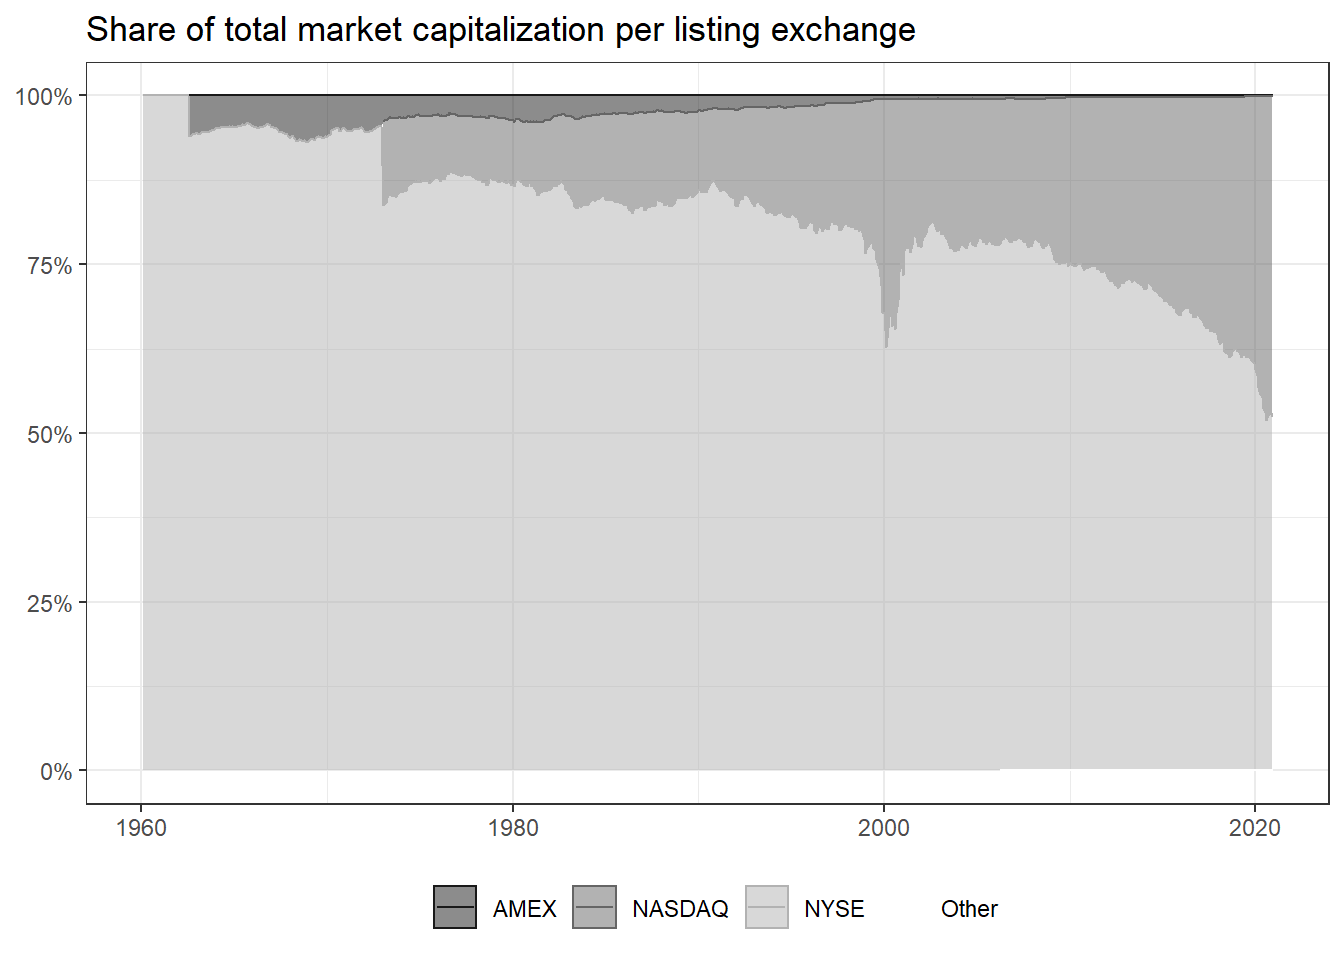 Share of total market capitalization per listing exchange
100%
75%
50%
25%
0%
1960 1980 2000 2020
AMEX NASDAQ NYSE Other